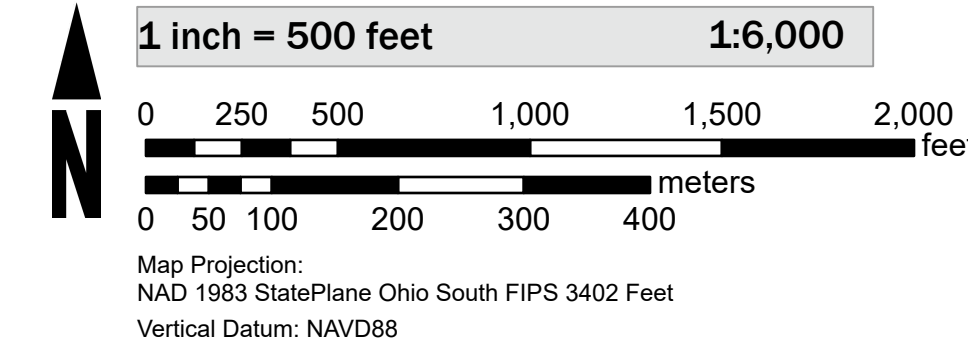 N
1 inch = 500 feet 1:6,000
0 250 500 1,000 1,500 2,000
feet
meters
0 50 100 200 300 400
Map Projection:
NAD 1983 StatePlane Ohio South FIPS 3402 Feet
Vertical Datum: NAVD88